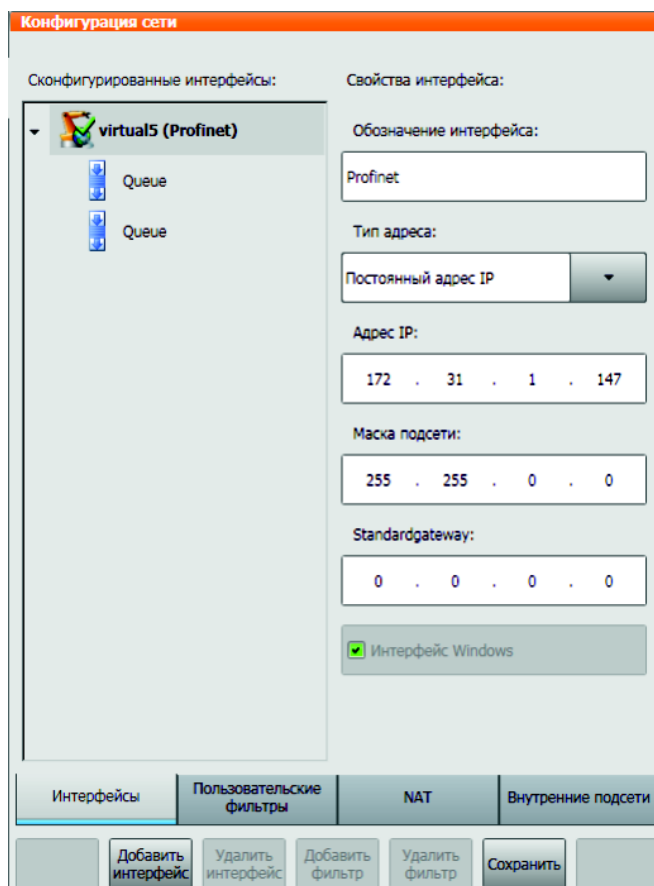 Конфигурация сети
Сконфигурированные интерфейсы:
virtual5 (Profinet)
Queue
Queue
Свойства интерфейса:
Обозначение интерфейса:
Profinet
Тип адреса:
Постоянный адрес IP
Адрес IP:
172 . 31 . 1 . 147
Маска подсети:
255 . 255 . 0 . 0
Standardgateway:
0 . 0 . 0 . 0
Интерфейс Windows
Интерфейсы
Пользовательские
фильтры
NAT
Внутренние подсети
Добавить
интерфейс
Удалить
интерфейс
Добавить
фильтр
Удалить
фильтр
Сохранить